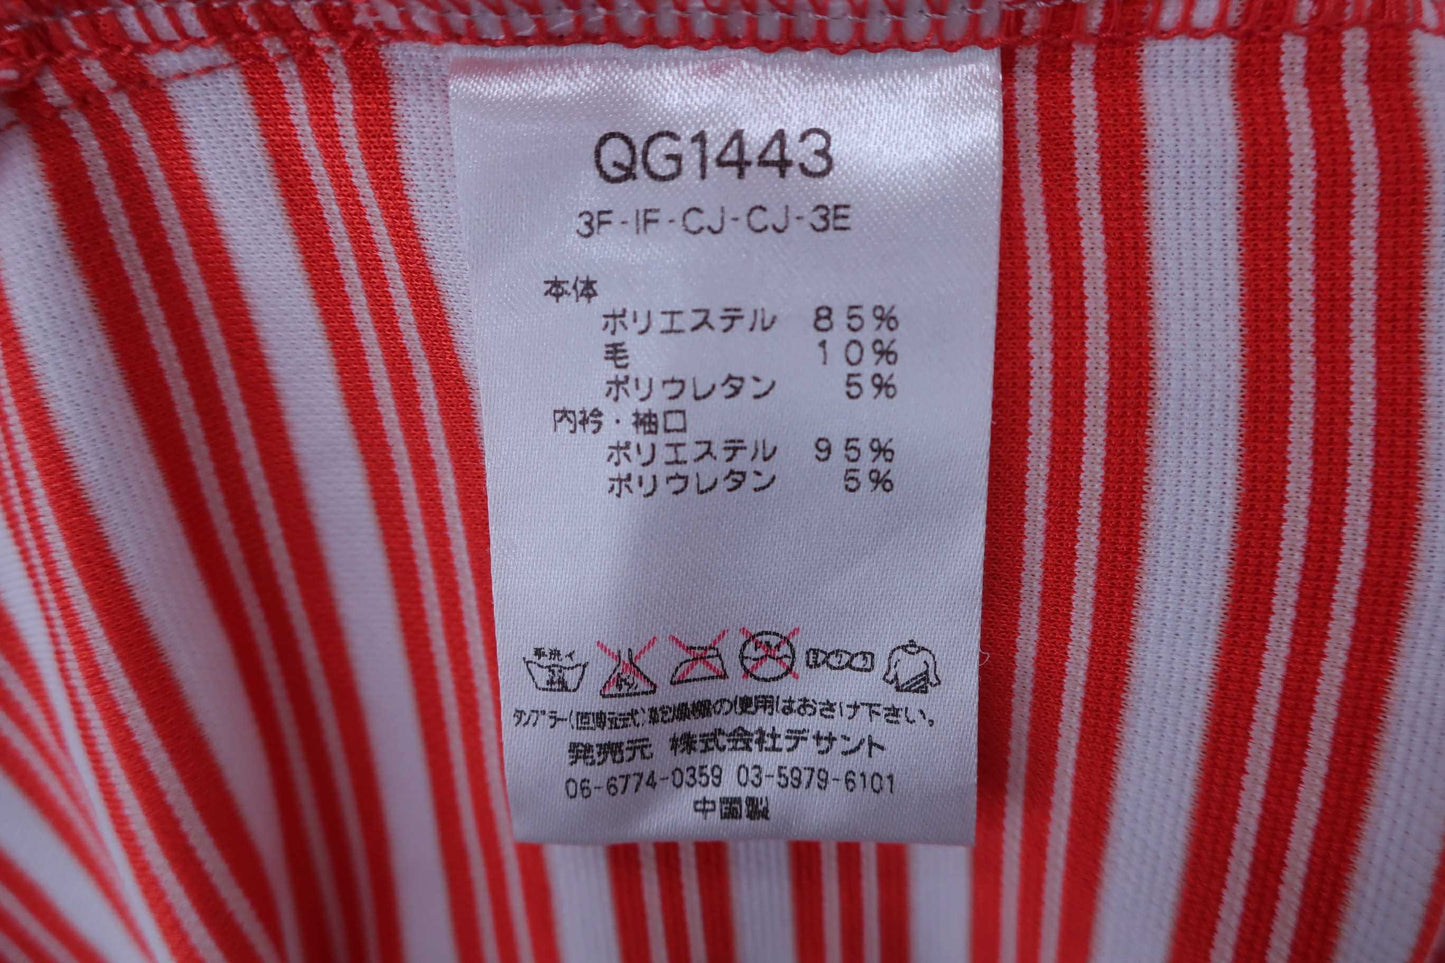 QG1443
3F-IF-CJ-CJ-3E
本体
ポリエステル 85%
毛 10%
ポリウレタン 5%
内衿・袖口
ポリエステル 95%
ポリウレタン 5%
手洗イ
タンブラー(回転式)乾燥機の使用はおさけ下さい。
発売元 株式会社デサント
06-6774-0359 03-5979-6101
中国製